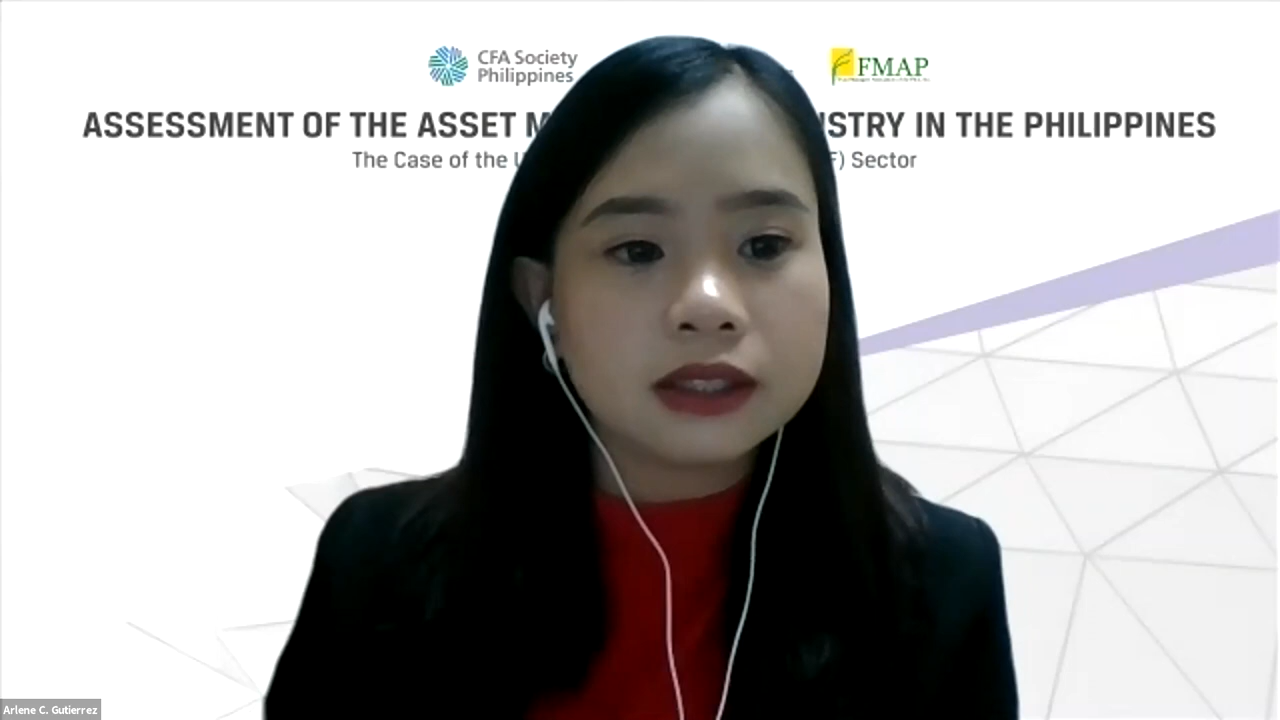 CFA Society
Philippines
FMAP
ASSESSMENT OF THE ASSET M STRY IN THE PHILIPPINES
The Case of the U F) Sector
Arlene C. Gutierrez